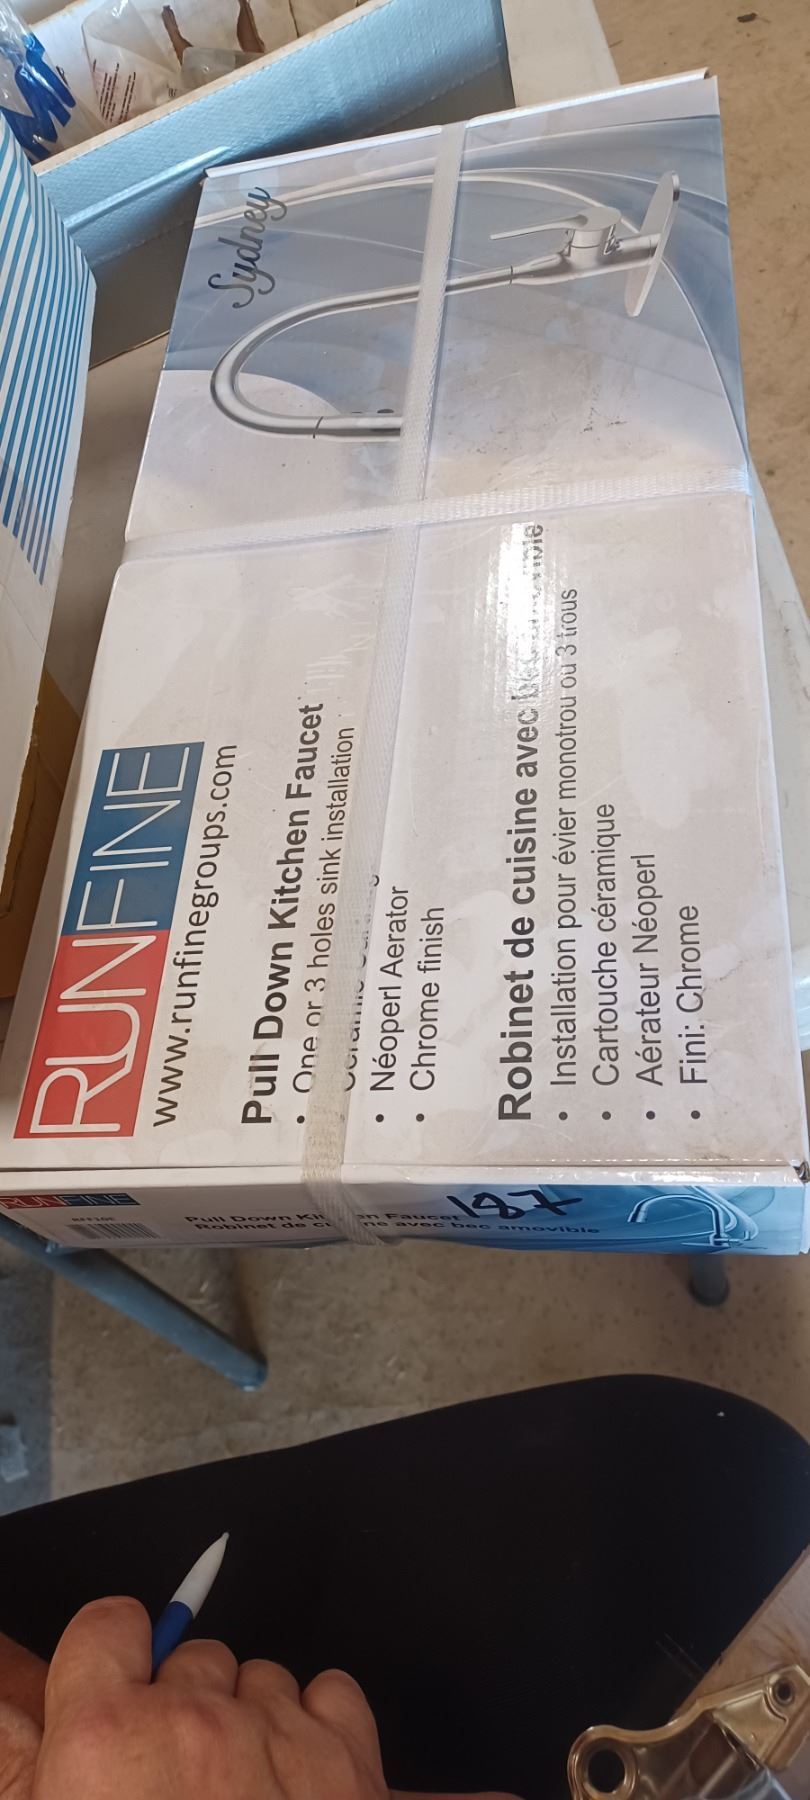 Sydney
RUNFINE
www.runfinegroups.com
Pull Down Kitchen Faucet
• One or 3 holes sink installation
• Néoperl Aerator
• Chrome finish
Robinet de cuisine avec
• Installation pour évier monotrou ou 3 trous
• Cartouche céramique
• Aérateur Néoperl
• Fini: Chrome
RUNFINE
Pull Down Kitchen Faucet
Robinet de cuisine avec bec amovible
187